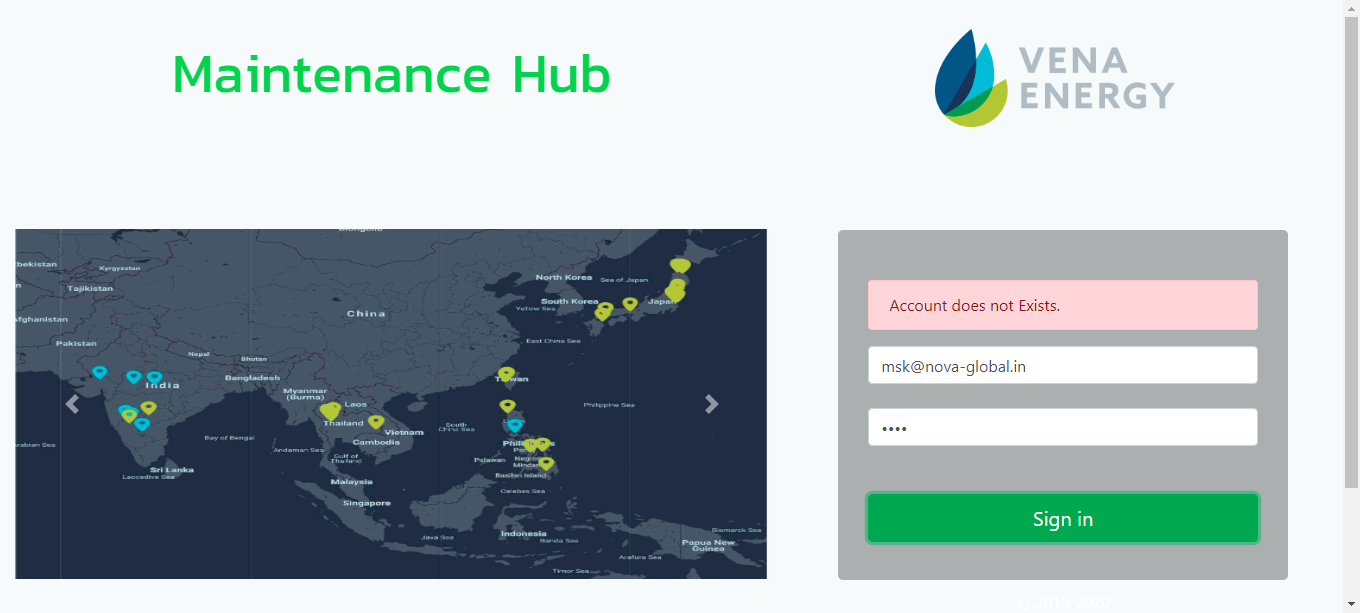 Maintenance Hub
VENA
ENERGY
Mongolia
Kyrgyzstan
Tajikistan
Afghanistan
Pakistan
Nepal
Bhutan
India
Bangladesh
Myanmar
(Burma)
Laos
Thailand
Vietnam
Cambodia
China
North Korea
Sea of Japan
South Korea
Japan
Yellow Sea
East China Sea
Taiwan
Philippine Sea
South
China Sea
Bay of Bengal
Andaman Sea
Gulf of
Thailand
Sri Lanka
Laccadive Sea
Malaysia
Singapore
Palawan
Basilan Island
Celebes Sea
Indonesia
Java Sea
Banda Sea
Arafura Sea
Timor Sea
Bismarck Sea
Papua New
Guinea
Account does not Exists.
msk@nova-global.in
Sign in
© 2019-2020